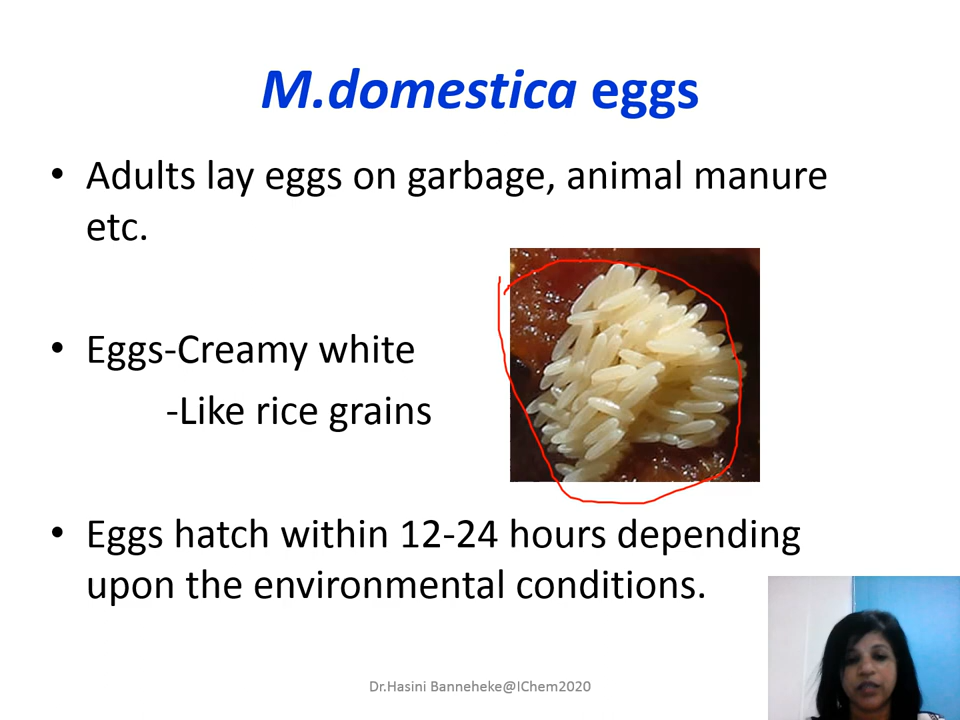 M.domestica eggs
• Adults lay eggs on garbage, animal manure
etc.
• Eggs-Creamy white
-Like rice grains
• Eggs hatch within 12-24 hours depending
upon the environmental conditions.
Dr.Hasini Banneheke@IChem2020